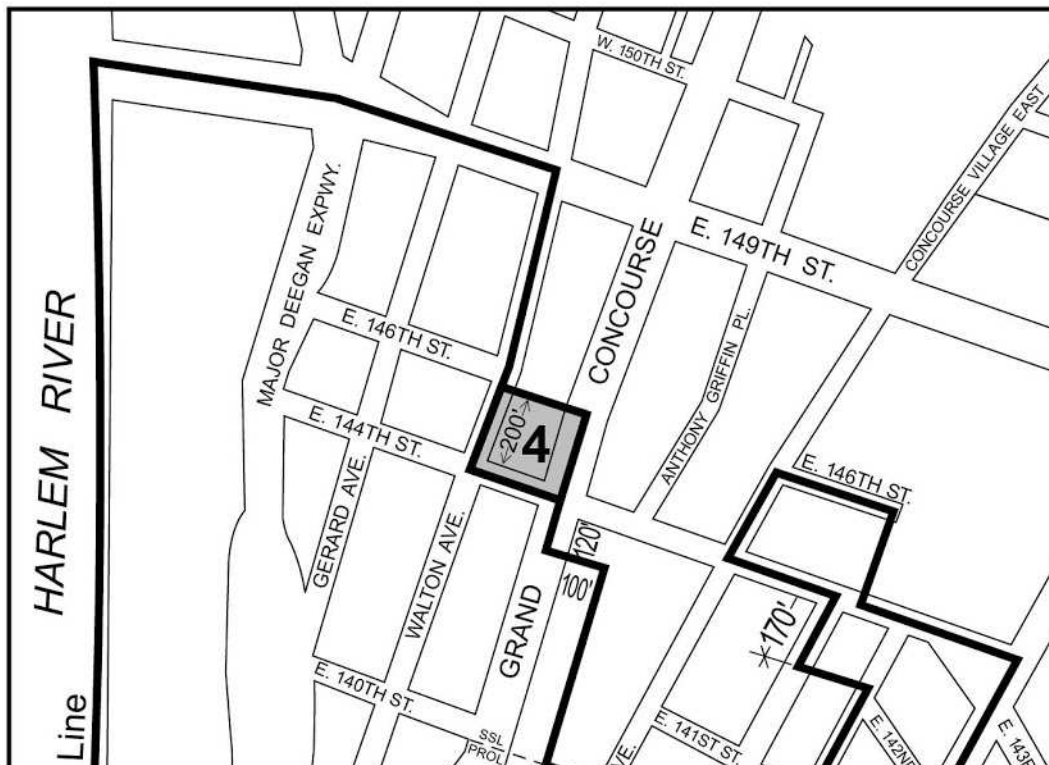 W. 150TH ST.
CONCOURSE VILLAGE EAST
E. 149TH ST.
MAJOR DEEGAN EXPWY.
CONCOURSE
HARLEM RIVER
E. 146TH ST.
ANTHONY GRIFFIN PL.
E. 144TH ST.
200'
4
E. 146TH ST.
GERARD AVE.
WALTON AVE.
120'
100'
GRAND
170'
E. 140TH ST.
Line
SSL
PROL
E. 141ST ST.